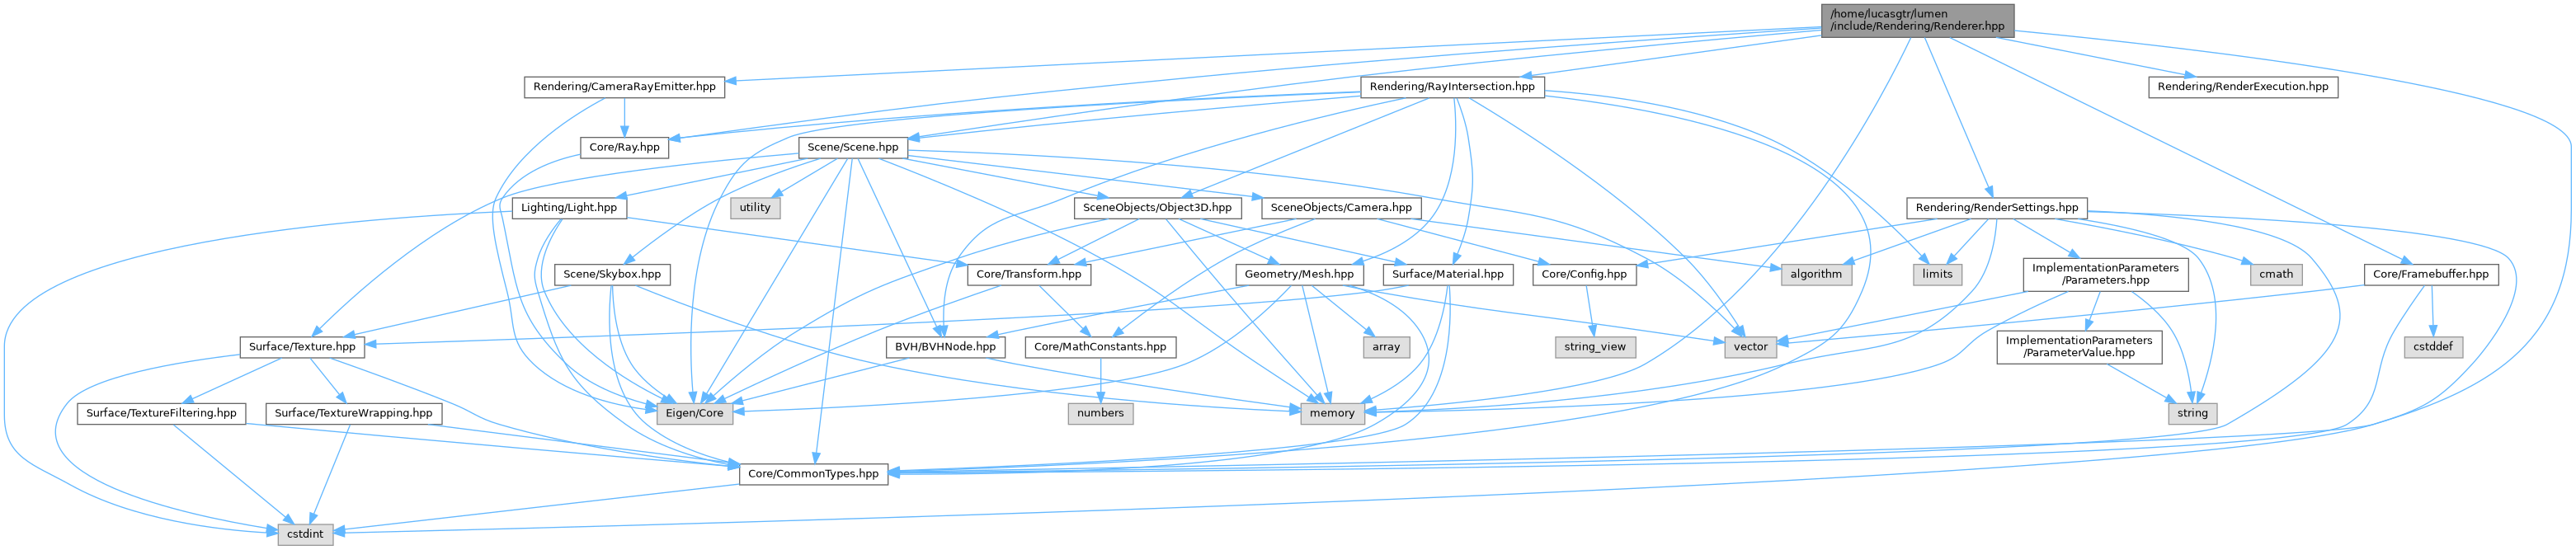 /home/lucasgtr/lumen
/include/Rendering/Renderer.hpp
Rendering/CameraRayEmitter.hpp
Rendering/RayIntersection.hpp
Rendering/RenderExecution.hpp
Core/Ray.hpp
Scene/Scene.hpp
Lighting/Light.hpp
utility
SceneObjects/Object3D.hpp
SceneObjects/Camera.hpp
Rendering/RenderSettings.hpp
Scene/Skybox.hpp
Core/Transform.hpp
Geometry/Mesh.hpp
Surface/Material.hpp
Core/Config.hpp
algorithm
limits
ImplementationParameters
/Parameters.hpp
cmath
Core/Framebuffer.hpp
Surface/Texture.hpp
BVH/BVHNode.hpp
Core/MathConstants.hpp
array
string_view
vector
ImplementationParameters
/ParameterValue.hpp
cstddef
Surface/TextureFiltering.hpp
Surface/TextureWrapping.hpp
Eigen/Core
numbers
memory
string
Core/CommonTypes.hpp
cstdint